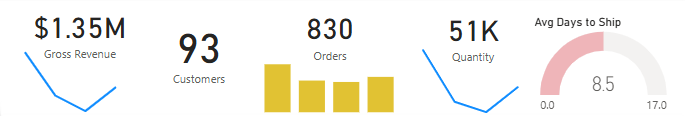 $1.35M
Gross Revenue
93
Customers
830
Orders
51K
Quantity
Avg Days to Ship
8.5
0.0
17.0